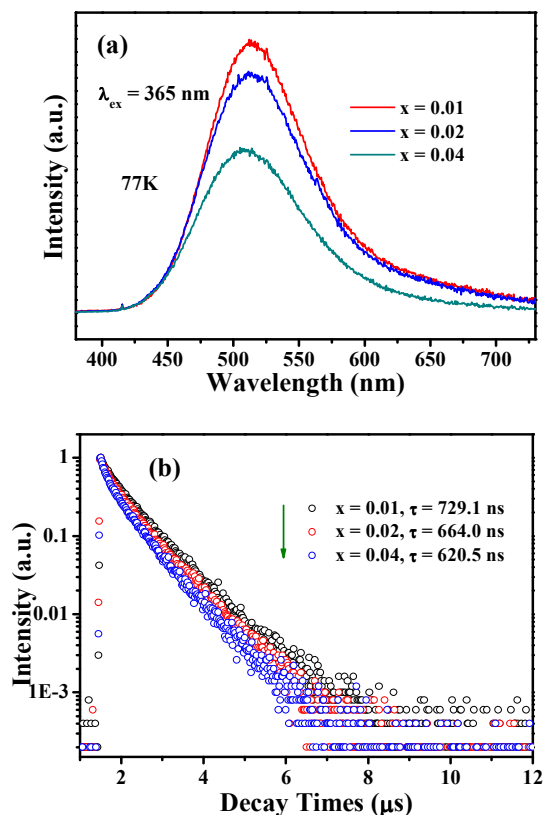 (a)
λex = 365 nm
x = 0.01
x = 0.02
x = 0.04
77K
Intensity (a.u.)
400 450 500 550 600 650 700
Wavelength (nm)
(b)
1
0.1
0.01
1E-3
x = 0.01, τ = 729.1 ns
x = 0.02, τ = 664.0 ns
x = 0.04, τ = 620.5 ns
Intensity (a.u.)
2 4 6 8 10 12
Decay Times (μs)